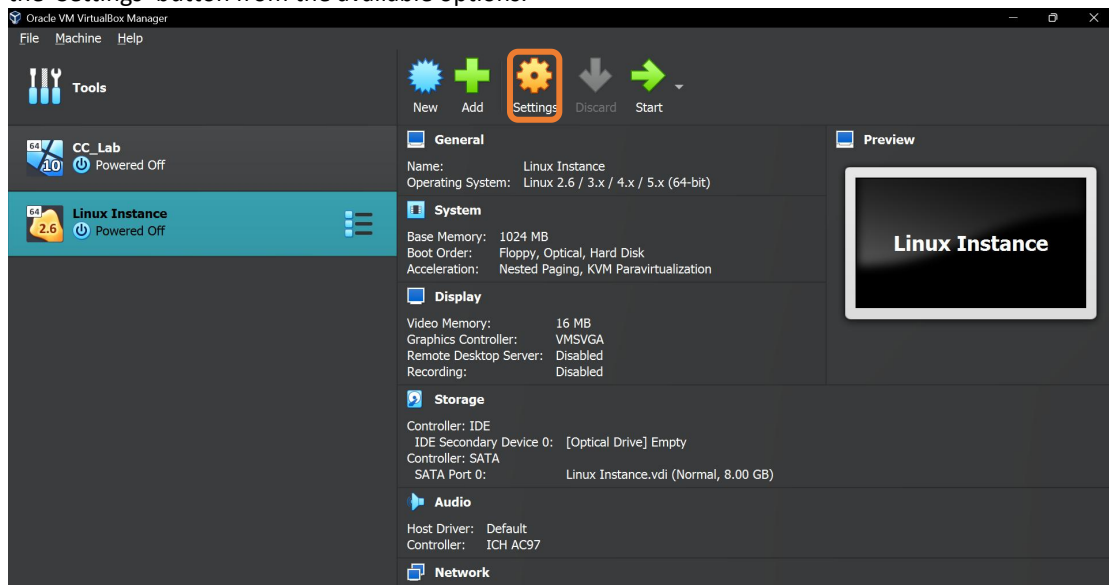 the 'Settings' button from the available options.
Oracle VM VirtualBox Manager
File Machine Help
Tools
New Add Settings Discard Start
64
10
CC_Lab
Powered Off
64
2.6
Linux Instance
Powered Off
General
Name: Linux Instance
Operating System: Linux 2.6 / 3.x / 4.x / 5.x (64-bit)
System
Base Memory: 1024 MB
Boot Order: Floppy, Optical, Hard Disk
Acceleration: Nested Paging, KVM Paravirtualization
Display
Video Memory: 16 MB
Graphics Controller: VMSVGA
Remote Desktop Server: Disabled
Recording: Disabled
Storage
Controller: IDE
IDE Secondary Device 0: [Optical Drive] Empty
Controller: SATA
SATA Port 0: Linux Instance.vdi (Normal, 8.00 GB)
Audio
Host Driver: Default
Controller: ICH AC97
Network
Preview
Linux Instance